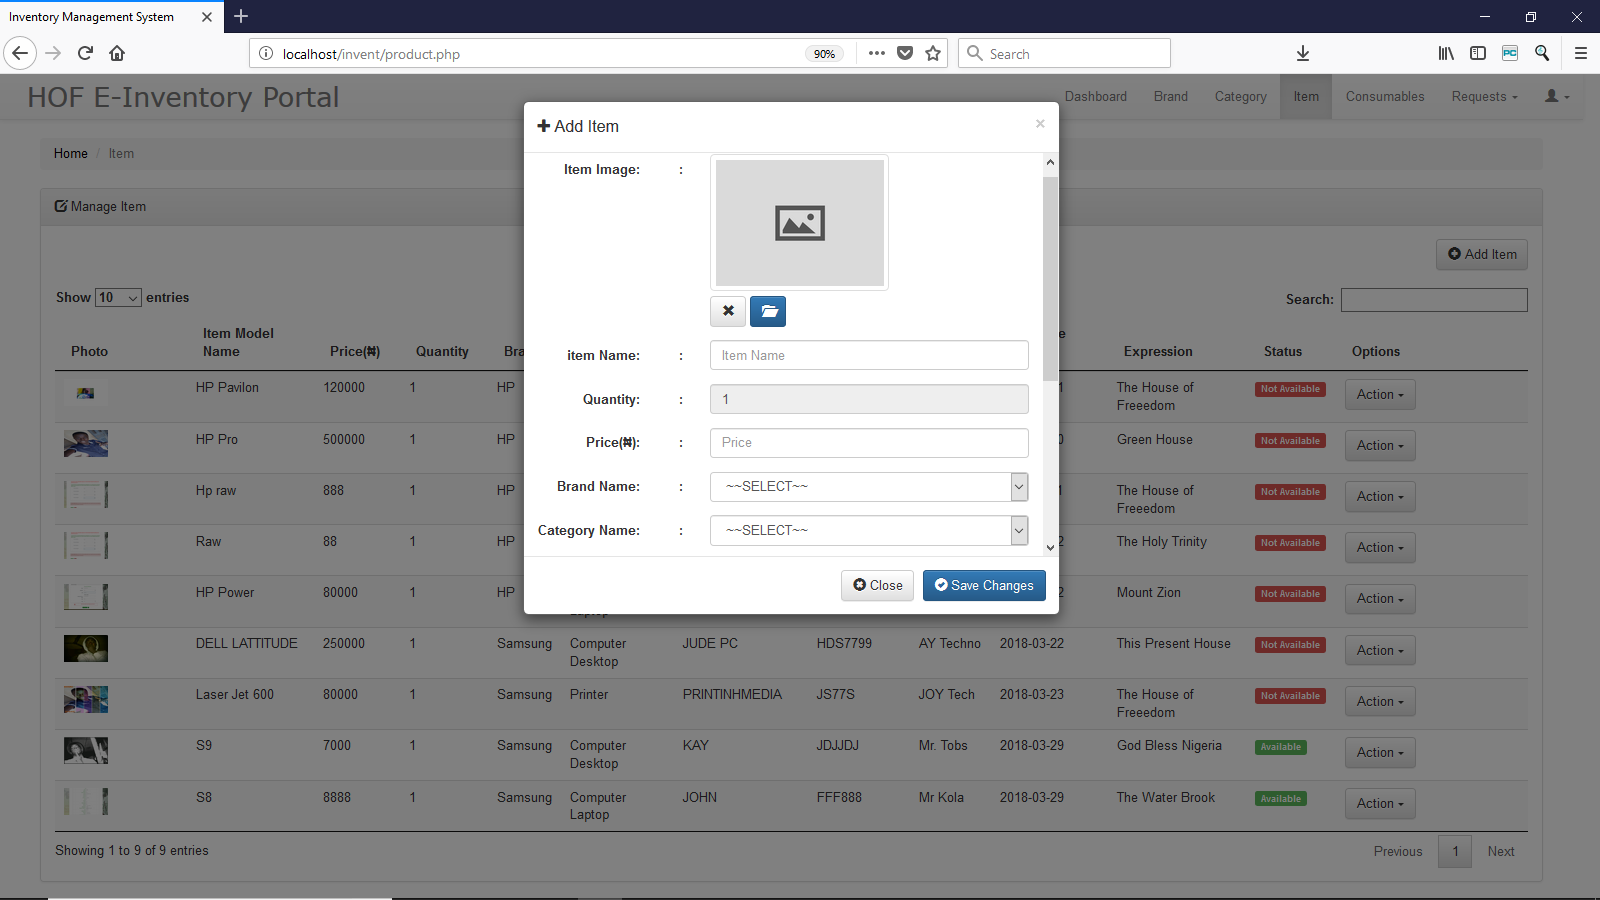 Inventory Management System
localhost/invent/product.php
90%
Search
HOF E-Inventory Portal
Dashboard Brand Category Item Consumables Requests
Home / Item
Manage Item
Add Item
Show 10 entries
Search:
Photo Item Model Name Price(₦) Quantity Bra Expression Status Options
HP Pavilon 120000 1 HP The House of Freeedom Not Available Action
HP Pro 500000 1 HP Green House Not Available Action
Hp raw 888 1 HP The House of Freeedom Not Available Action
Raw 88 1 HP The Holy Trinity Not Available Action
HP Power 80000 1 HP Mount Zion Not Available Action
DELL LATTITUDE 250000 1 Samsung Computer Desktop JUDE PC HDS7799 AY Techno 2018-03-22 This Present House Not Available Action
Laser Jet 600 80000 1 Samsung Printer PRINTINHMEDIA JS77S JOY Tech 2018-03-23 The House of Freeedom Not Available Action
S9 7000 1 Samsung Computer Desktop KAY JDJJDJ Mr. Tobs 2018-03-29 God Bless Nigeria Available Action
S8 8888 1 Samsung Computer Laptop JOHN FFF888 Mr Kola 2018-03-29 The Water Brook Available Action
Showing 1 to 9 of 9 entries
Previous 1 Next
Add Item ×
Item Image: :
item Name: : Item Name
Quantity: : 1
Price(₦): : Price
Brand Name: : ~~SELECT~~
Category Name: : ~~SELECT~~
Close Save Changes